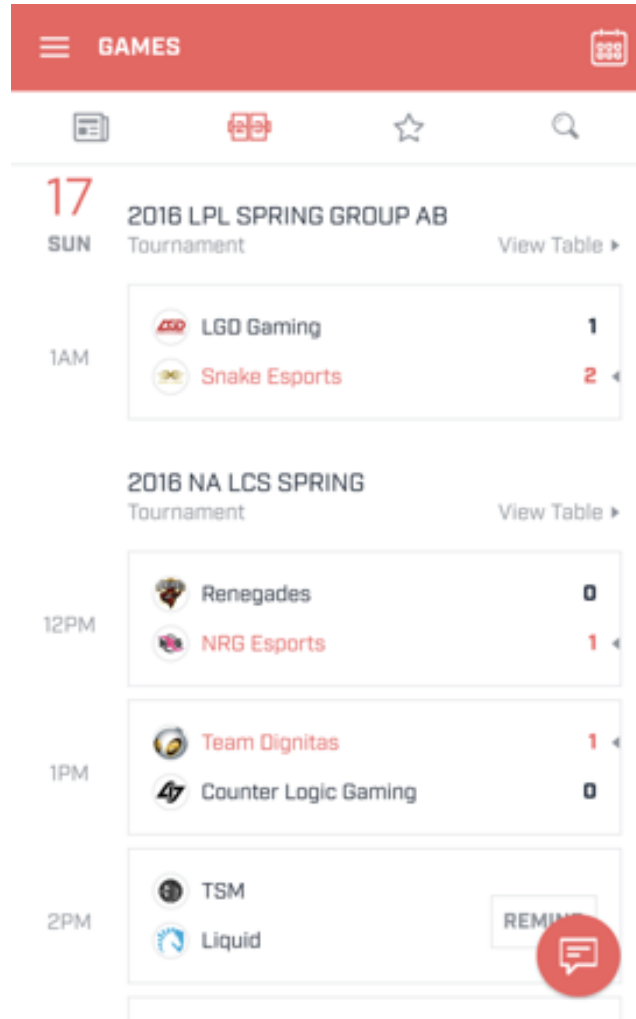 GAMES
17
SUN
2016 LPL SPRING GROUP AB
Tournament
View Table
1AM
LGD Gaming
1
Snake Esports
2
2016 NA LCS SPRING
Tournament
View Table
12PM
Renegades
0
NRG Esports
1
1PM
Team Dignitas
1
Counter Logic Gaming
0
2PM
TSM
Liquid